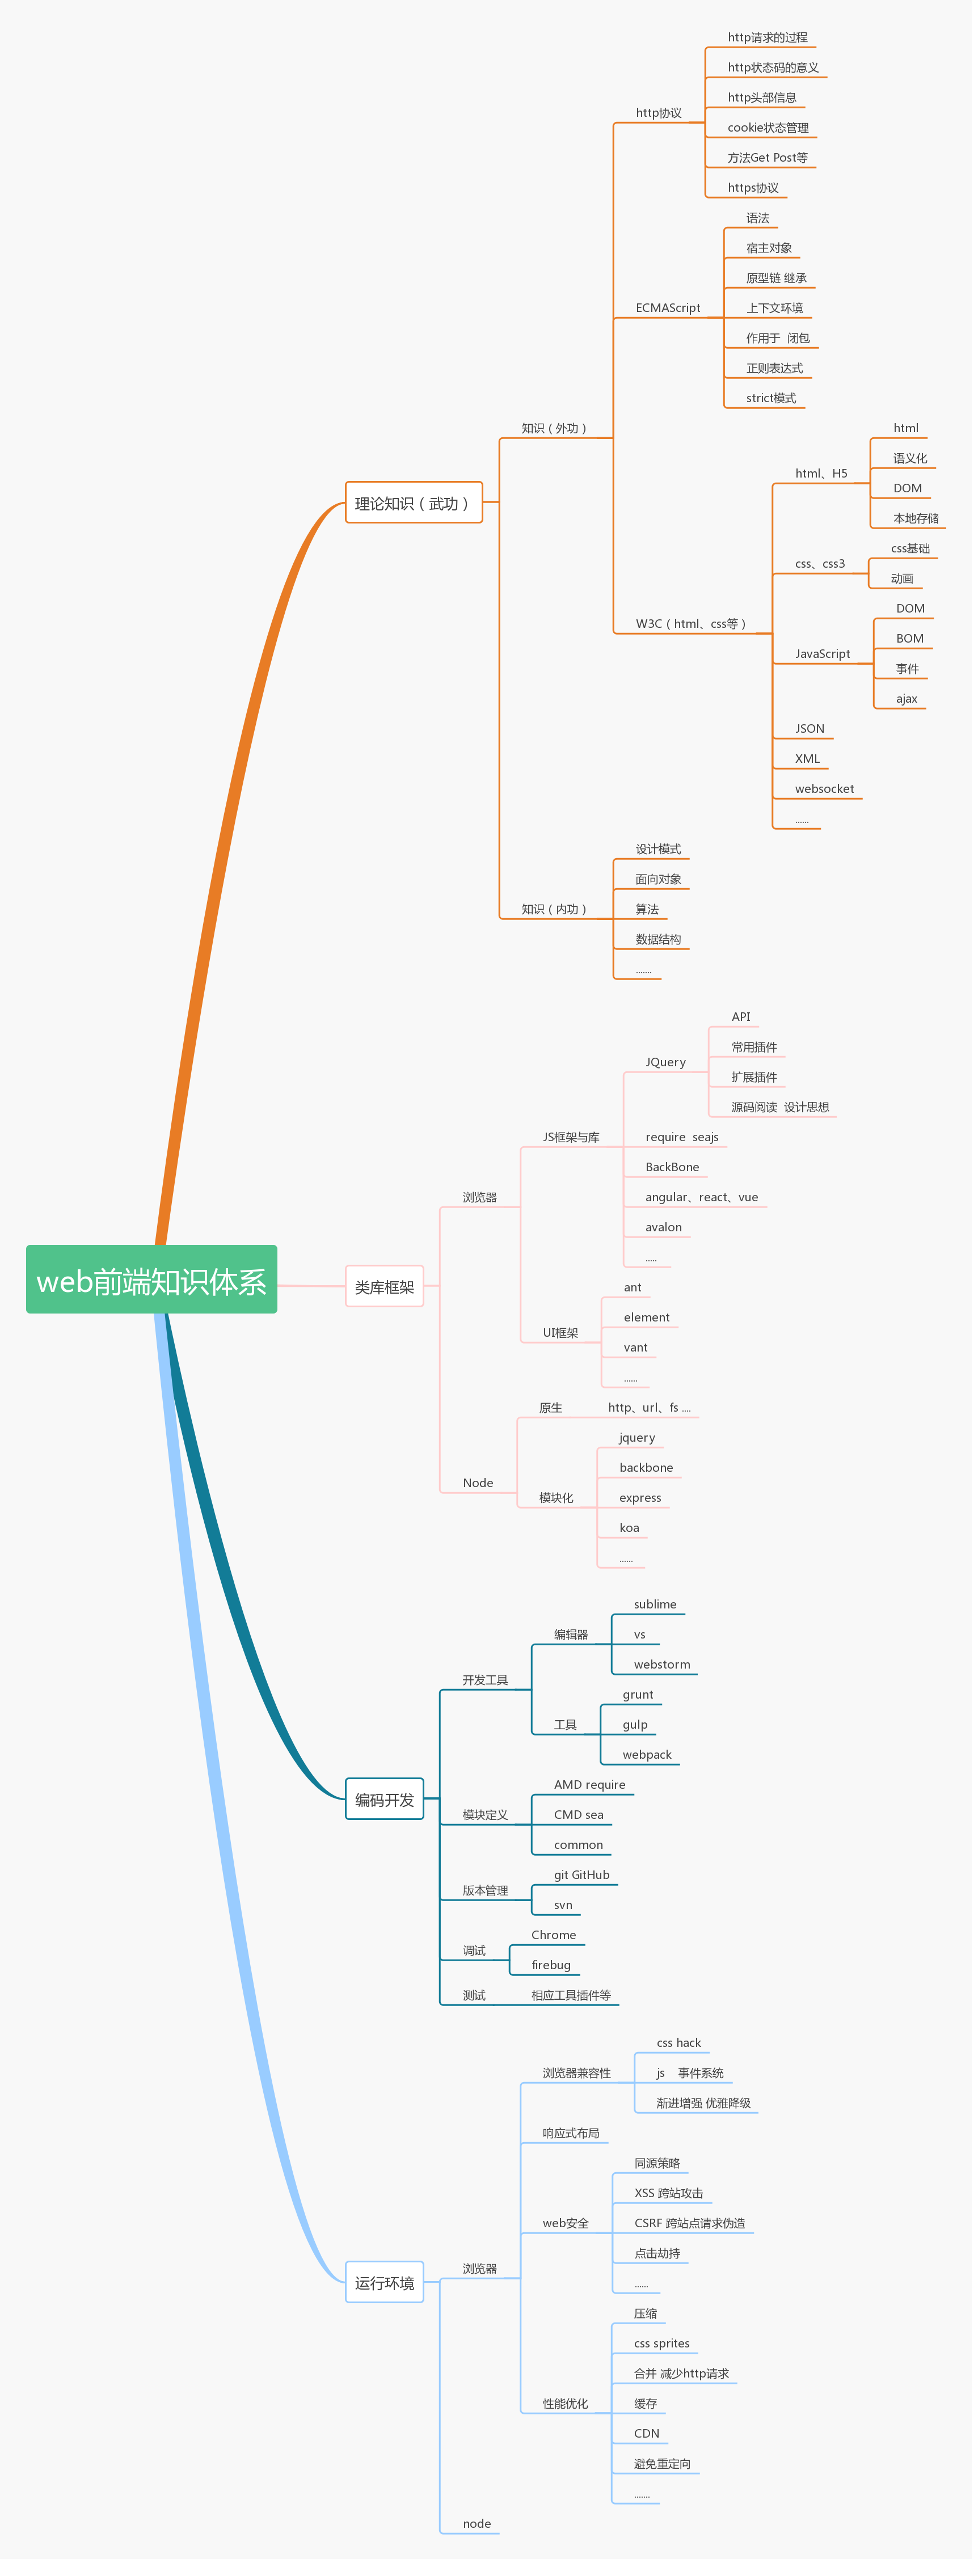 web前端知识体系
理论知识（武功）
知识（外功）
http协议
http请求的过程
http状态码的意义
http头部信息
cookie状态管理
方法Get Post等
https协议
ECMAScript
语法
宿主对象
原型链 继承
上下文环境
作用于 闭包
正则表达式
strict模式
W3C（html、css等）
html、H5
html
语义化
DOM
本地存储
css、css3
css基础
动画
JavaScript
DOM
BOM
事件
ajax
JSON
XML
websocket
......
知识（内功）
设计模式
面向对象
算法
数据结构
.......
类库框架
浏览器
JS框架与库
JQuery
API
常用插件
扩展插件
源码阅读 设计思想
require seajs
BackBone
angular、react、vue
avalon
.....
UI框架
ant
element
vant
......
Node
原生
http、url、fs ....
模块化
jquery
backbone
express
koa
......
编码开发
开发工具
编辑器
sublime
vs
webstorm
工具
grunt
gulp
webpack
模块定义
AMD require
CMD sea
common
版本管理
git GitHub
svn
调试
Chrome
firebug
测试
相应工具插件等
运行环境
浏览器
浏览器兼容性
css hack
js 事件系统
渐进增强 优雅降级
响应式布局
web安全
同源策略
XSS 跨站攻击
CSRF 跨站点请求伪造
点击劫持
......
性能优化
压缩
css sprites
合并 减少http请求
缓存
CDN
避免重定向
.......
node